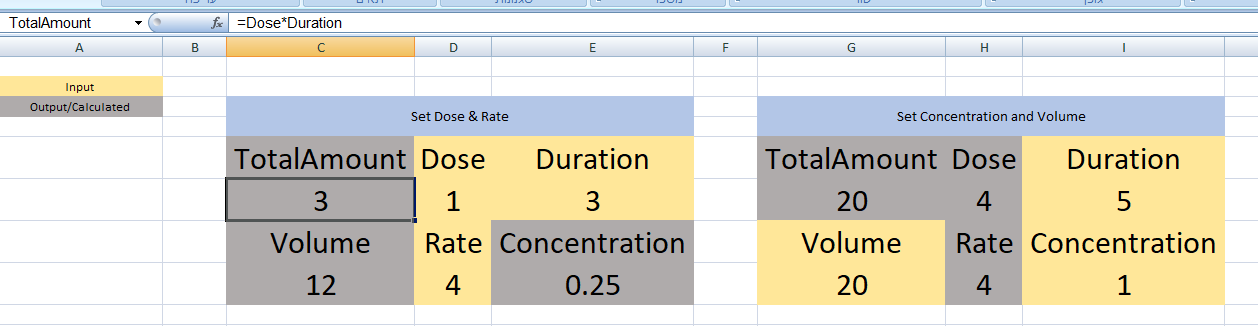 TotalAmount fx =Dose*Duration
A B C D E F G H I
Input
Output/Calculated
Set Dose & Rate Set Concentration and Volume
TotalAmount Dose Duration TotalAmount Dose Duration
3 1 3 20 4 5
Volume Rate Concentration Volume Rate Concentration
12 4 0.25 20 4 1